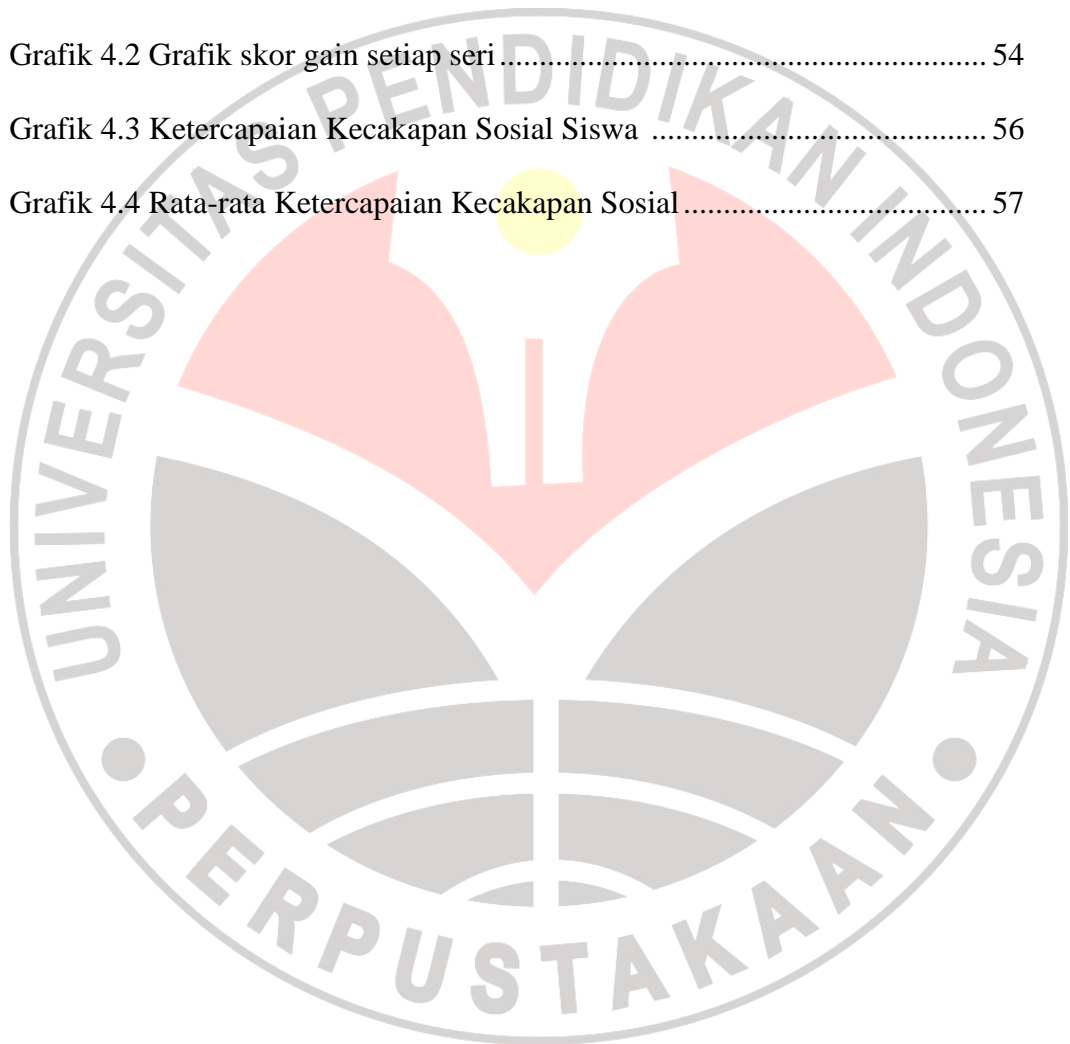 Grafik 4.2 Grafik skor gain setiap seri ........................................................... 54
Grafik 4.3 Ketercapaian Kecakapan Sosial Siswa ......................................... 56
Grafik 4.4 Rata-rata Ketercapaian Kecakapan Sosial ..................................... 57
UNIVERSITAS PENDIDIKAN INDONESIA
PERPUSTAKAAN